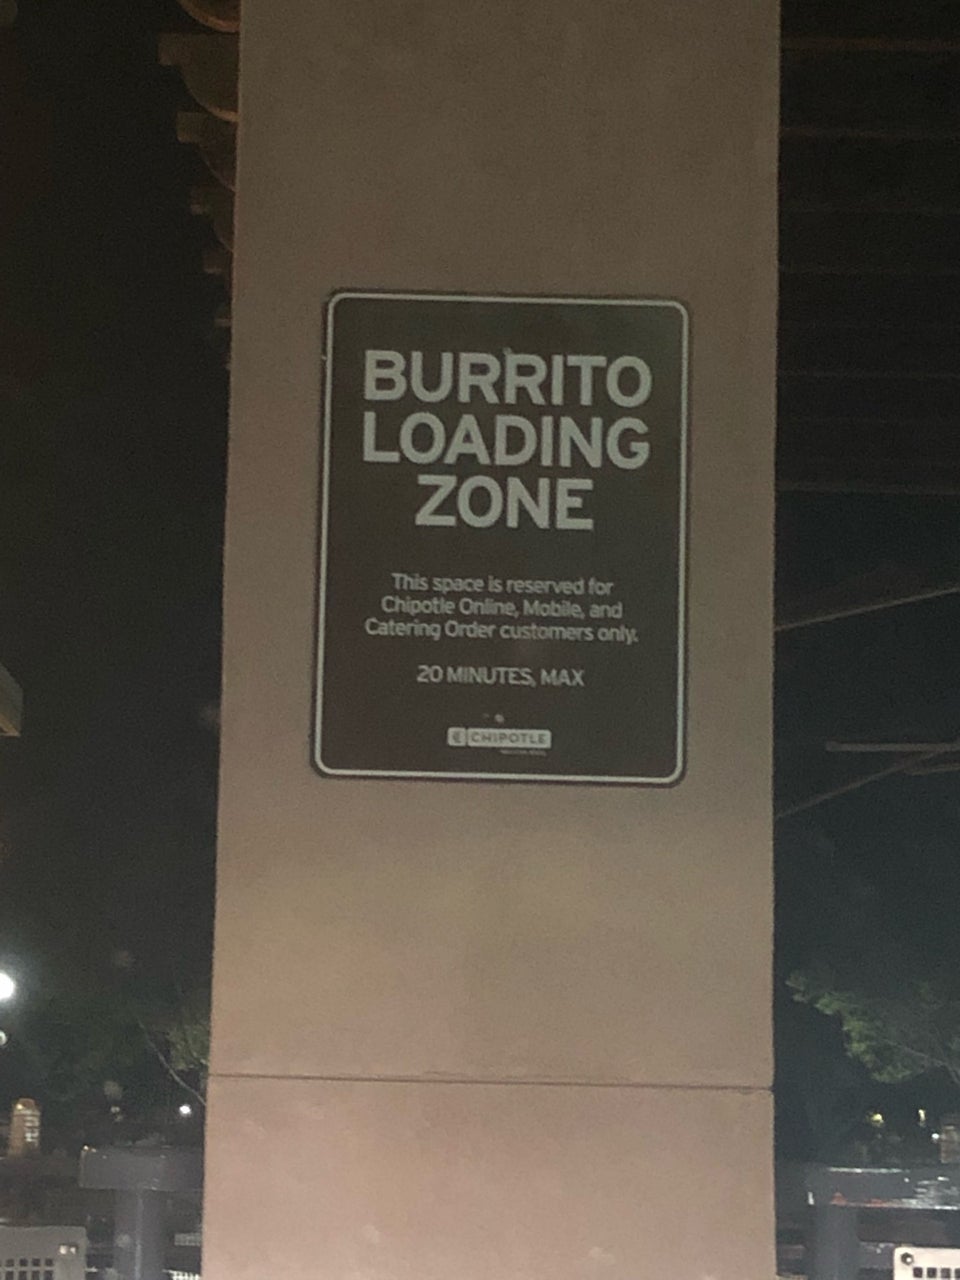 BURRITO
LOADING
ZONE
This space is reserved for
Chipotle Online, Mobile, and
Catering Order customers only.
20 MINUTES, MAX
CHIPOTLE